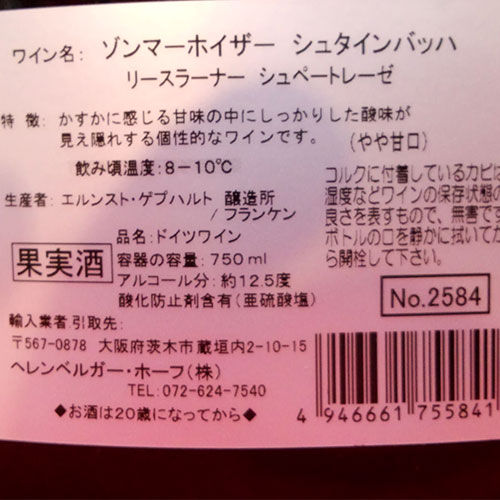 ワイン名: ゾンマーホイザー シュタインバッハ
リースラーナー シュペートレーゼ
特 徴: かすかに感じる甘味の中にしっかりした酸味が
見え隠れする個性的なワインです。 (やや甘口)
飲み頃温度:8-10℃
生産者: エルンスト・ゲプハルト 醸造所
/ フランケン
品名:ドイツワイン
果実酒
容器の容量: 750ml
アルコール分: 約12.5度
酸化防止剤含有(亜硫酸塩)
コルクに付着しているカビは
湿度などワインの保存状態の
良さを表すもので、無害です
ボトルの口を静かに拭いてか
ら開栓して下さい。
No.2584
輸入業者.引取先:
〒567-0878 大阪府茨木市蔵垣内2-10-15
ヘレンベルガー・ホーフ(株)
TEL: 072-624-7540
◆お酒は20歳になってから◆
4 946661 755841